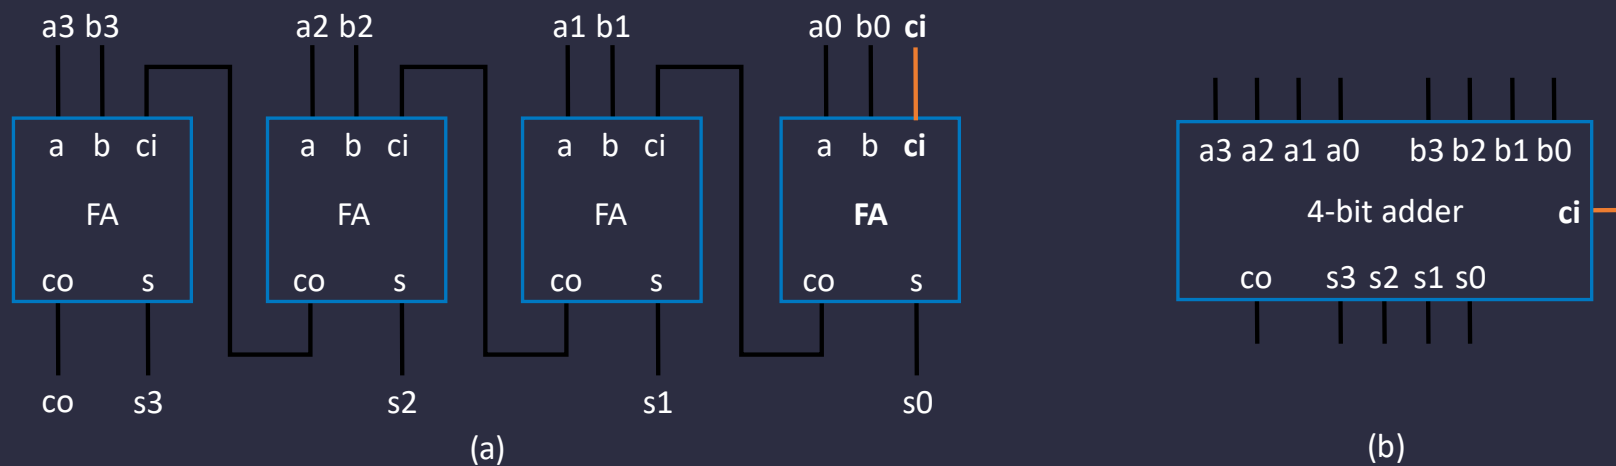 a3 b3 a2 b2 a1 b1 a0 b0 ci
a b ci a b ci a b ci a b ci
FA FA FA FA
co s co s co s co s
co s3 s2 s1 s0
(a)
a3 a2 a1 a0 b3 b2 b1 b0
4-bit adder ci
co s3 s2 s1 s0
(b)